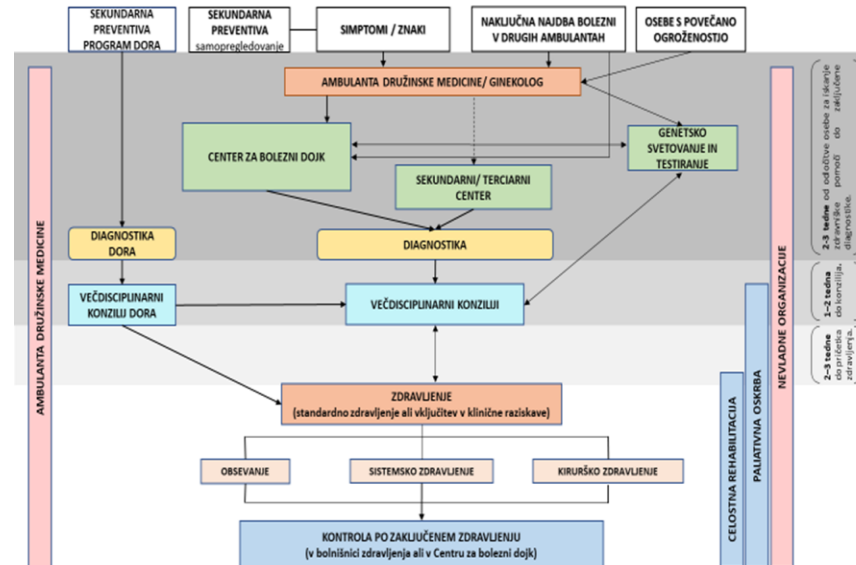 SEKUNDARNA
PREVENTIVA
PROGRAM DORA
SEKUNDARNA
PREVENTIVA
samopregledovanje
SIMPTOMI / ZNAKI
NAKLJUČNA NAJDBA BOLEZNI
V DRUGIH AMBULANTAH
OSEBE S POVEČANO
OGROŽENOSTJO
AMBULANTA DRUŽINSKE MEDICINE/ GINEKOLOG
CENTER ZA BOLEZNI DOJK
GENETSKO
SVETOVANJE IN
TESTIRANJE
SEKUNDARNI/ TERCIARNI
CENTER
DIAGNOSTIKA
DORA
DIAGNOSTIKA
VEČDISCIPLINARNI
KONZILIJ DORA
VEČDISCIPLINARNI KONZILIJI
ZDRAVLJENJE
(standardno zdravljenje ali vključitev v klinične raziskave)
OBSEVANJE
SISTEMSKO ZDRAVLJENJE
KIRURŠKO ZDRAVLJENJE
KONTROLA PO ZAKLJUČENEM ZDRAVLJENJU
(v bolnišnici zdravljenja ali v Centru za bolezni dojk)
AMBULANTA DRUŽINSKE MEDICINE
CELOSTNA REHABILITACIJA
PALIATIVNA OSKRBA
NEVLADNE ORGANIZACIJE
2-3 tedne od odločitve osebe za iskanje
zdravniške pomoči do zaključene
diagnostike.
1–2 tedna
do konzilija.
2–3 tedne
do pričetka
zdravljenja.